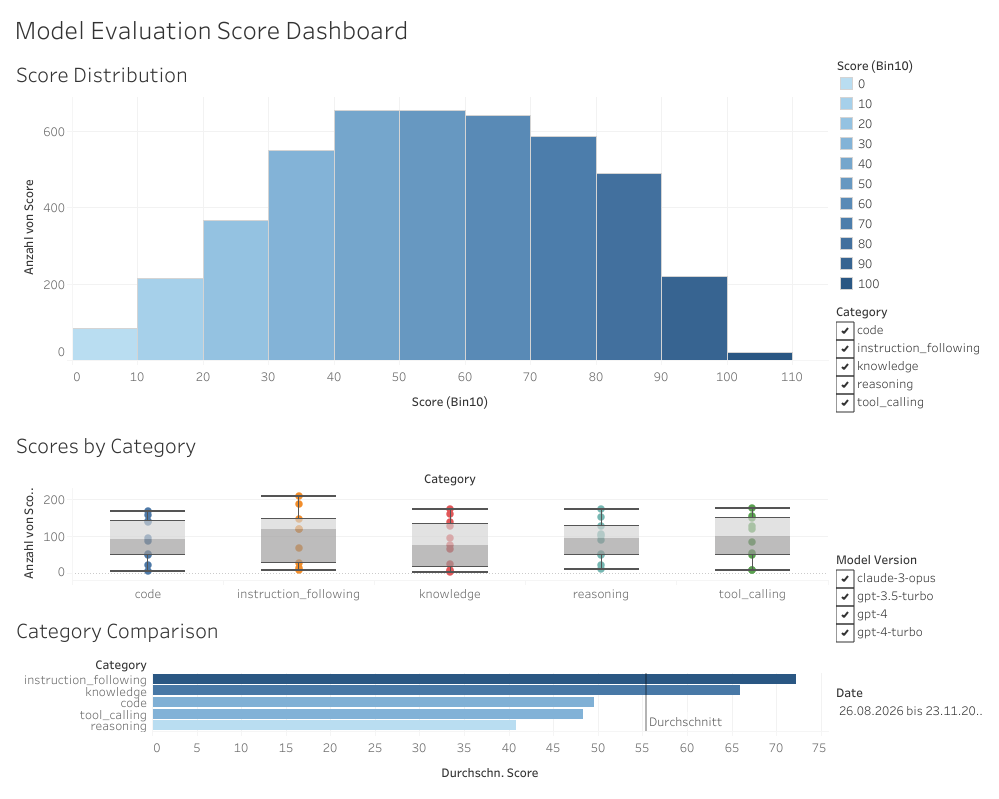 Model Evaluation Score Dashboard
Score Distribution
Anzahl von Score
600
400
200
0
0 10 20 30 40 50 60 70 80 90 100 110
Score (Bin10)
Score (Bin10)
0
10
20
30
40
50
60
70
80
90
100
Category
code
instruction_following
knowledge
reasoning
tool_calling
Scores by Category
Category
Anzahl von Sco..
200
100
0
code instruction_following knowledge reasoning tool_calling
Model Version
claude-3-opus
gpt-3.5-turbo
gpt-4
gpt-4-turbo
Category Comparison
Category
instruction_following
knowledge
code
tool_calling
reasoning
Durchschnitt
0 5 10 15 20 25 30 35 40 45 50 55 60 65 70 75
Durchschn. Score
Date
26.08.2026 bis 23.11.20..